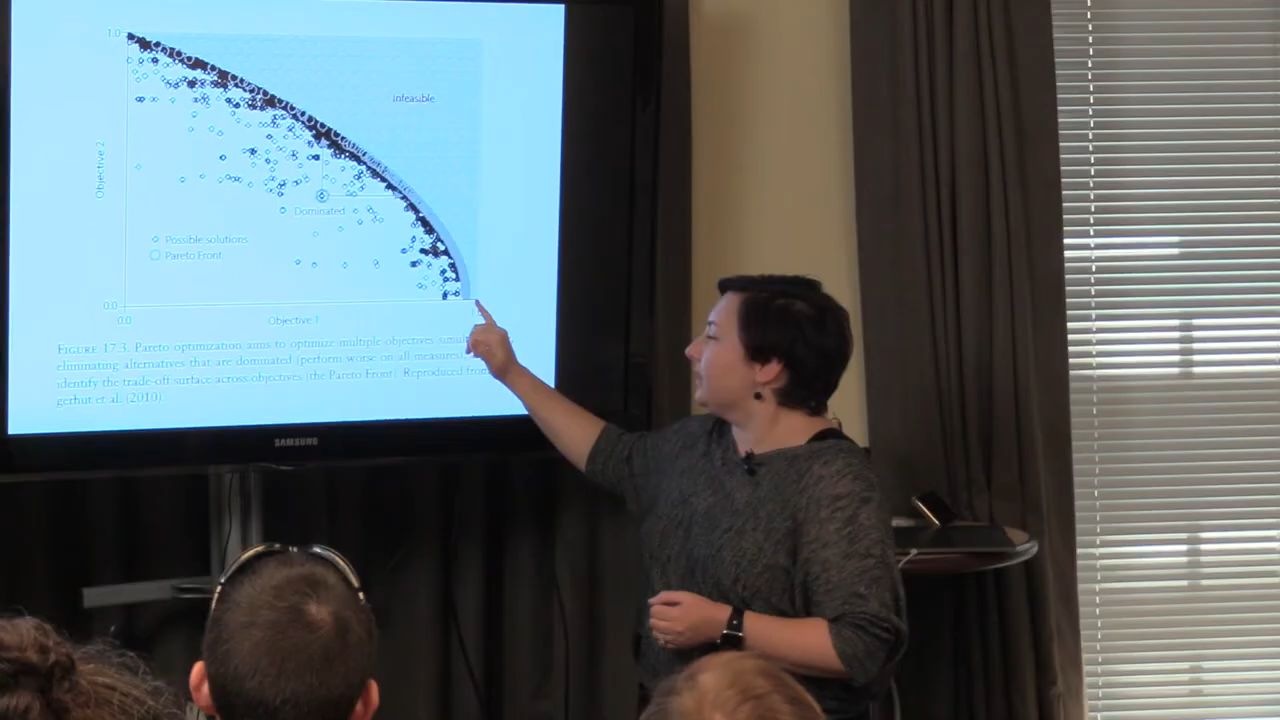 1.0
infeasible
Objective 2
Dominated
Possible solutions
Pareto Front
0.0
0.0
Objective 1
FIGURE 17.3. Pareto optimization aims to optimize multiple objectives
eliminating alternatives that are dominated (perform worse on all measures)
identify the trade-off surface across objectives (the Pareto Front). Reproduced from
gerhut et al. (2010).
SAMSUNG